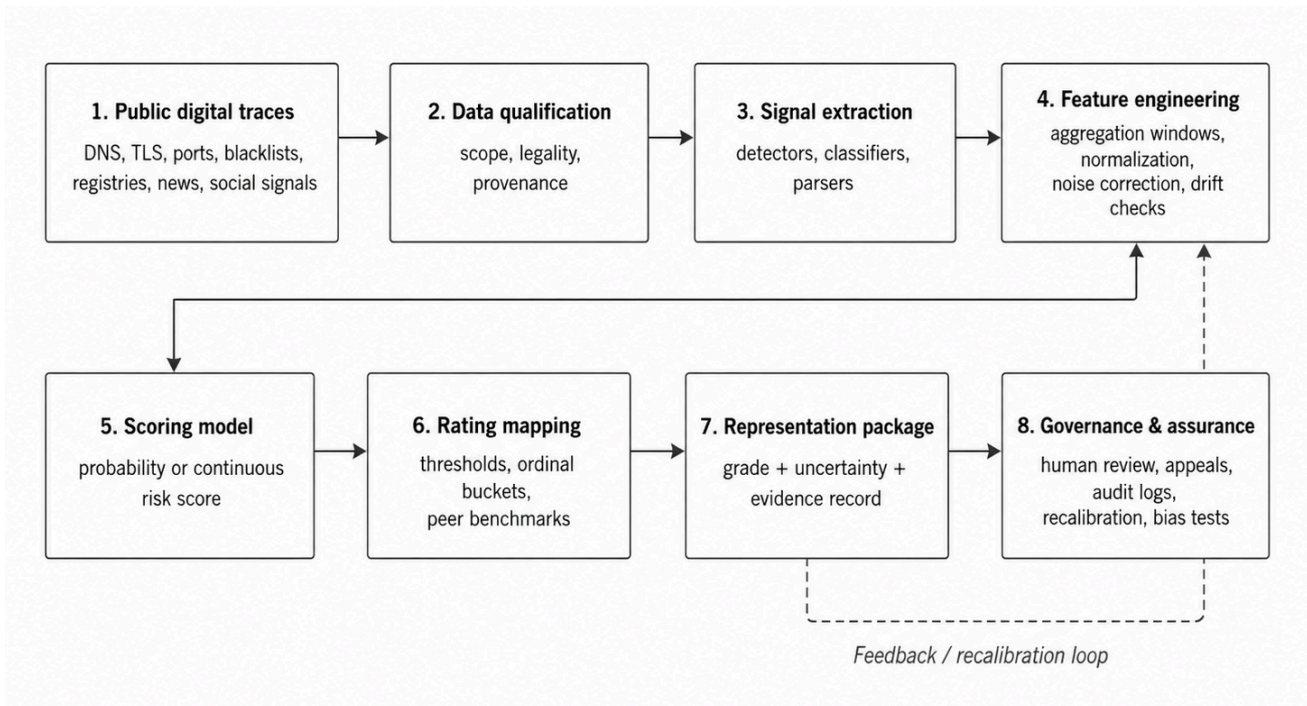 1. Public digital traces
DNS, TLS, ports, blacklists,
registries, news, social signals
2. Data qualification
scope, legality,
provenance
3. Signal extraction
detectors, classifiers,
parsers
4. Feature engineering
aggregation windows,
normalization,
noise correction, drift
checks
5. Scoring model
probability or continuous
risk score
6. Rating mapping
thresholds, ordinal
buckets,
peer benchmarks
7. Representation package
grade + uncertainty +
evidence record
8. Governance & assurance
human review, appeals,
audit logs,
recalibration, bias tests
Feedback / recalibration loop